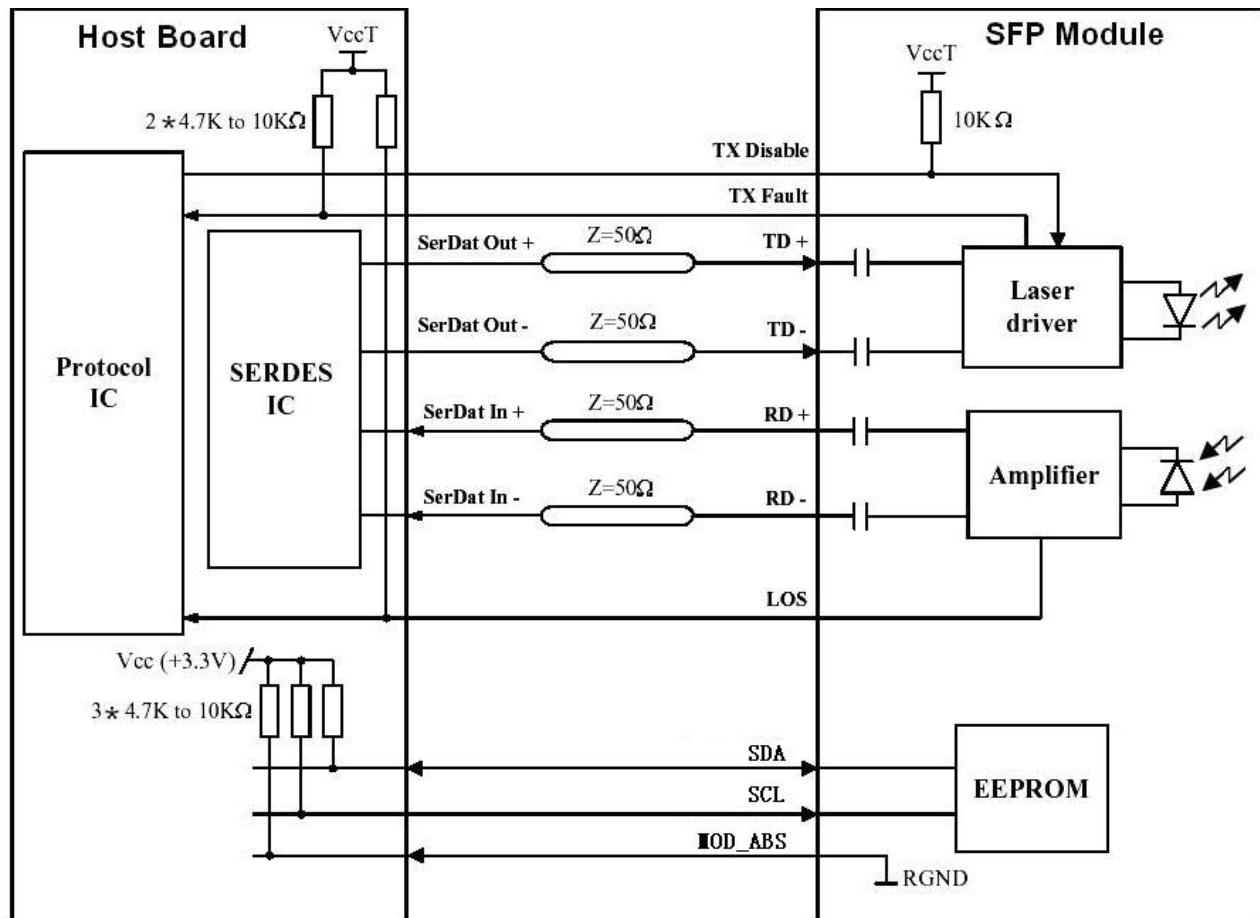 Host Board
VccT
SFP Module
VccT
2*4.7K to 10KΩ
10KΩ
TX Disable
TX Fault
SerDat Out +
Z=50Ω
TD +
Laser driver
SerDat Out -
Z=50Ω
TD -
Protocol IC
SERDES IC
SerDat In +
Z=50Ω
RD +
Amplifier
SerDat In -
Z=50Ω
RD -
LOS
Vcc (+3.3V)
3*4.7K to 10KΩ
SDA
SCL
EEPROM
MOD_ABS
RGND